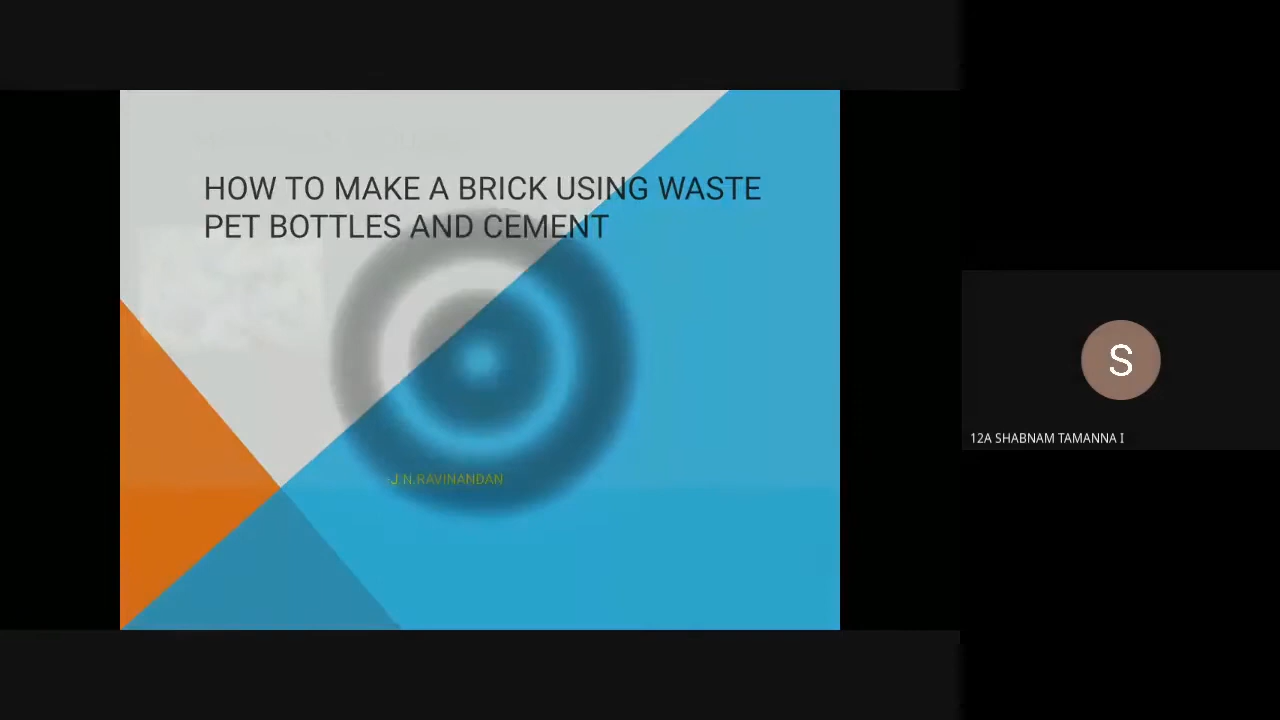 HOW TO MAKE A BRICK USING WASTE
PET BOTTLES AND CEMENT
-J N.RAVINANDAN
S
12A SHABNAM TAMANNA I